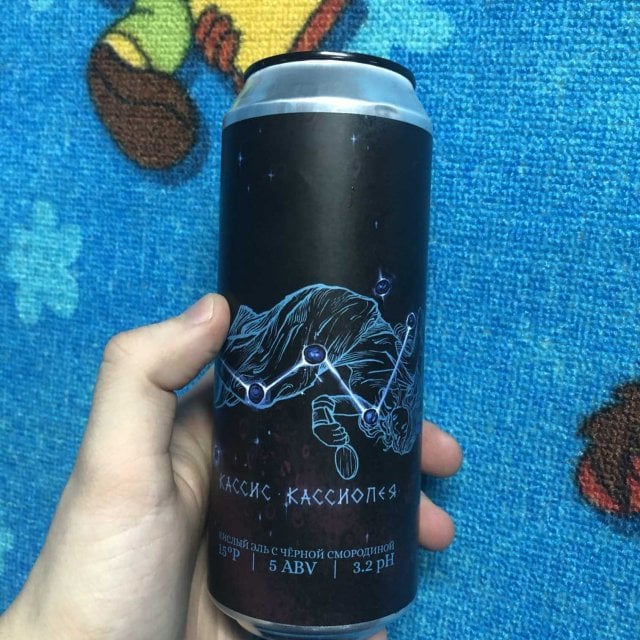 КАССИС · КАССИОПЕЯ
КИСЛЫЙ ЭЛЬ С ЧЁРНОЙ СМОРОДИНОЙ
15°P | 5 ABV | 3.2 pH